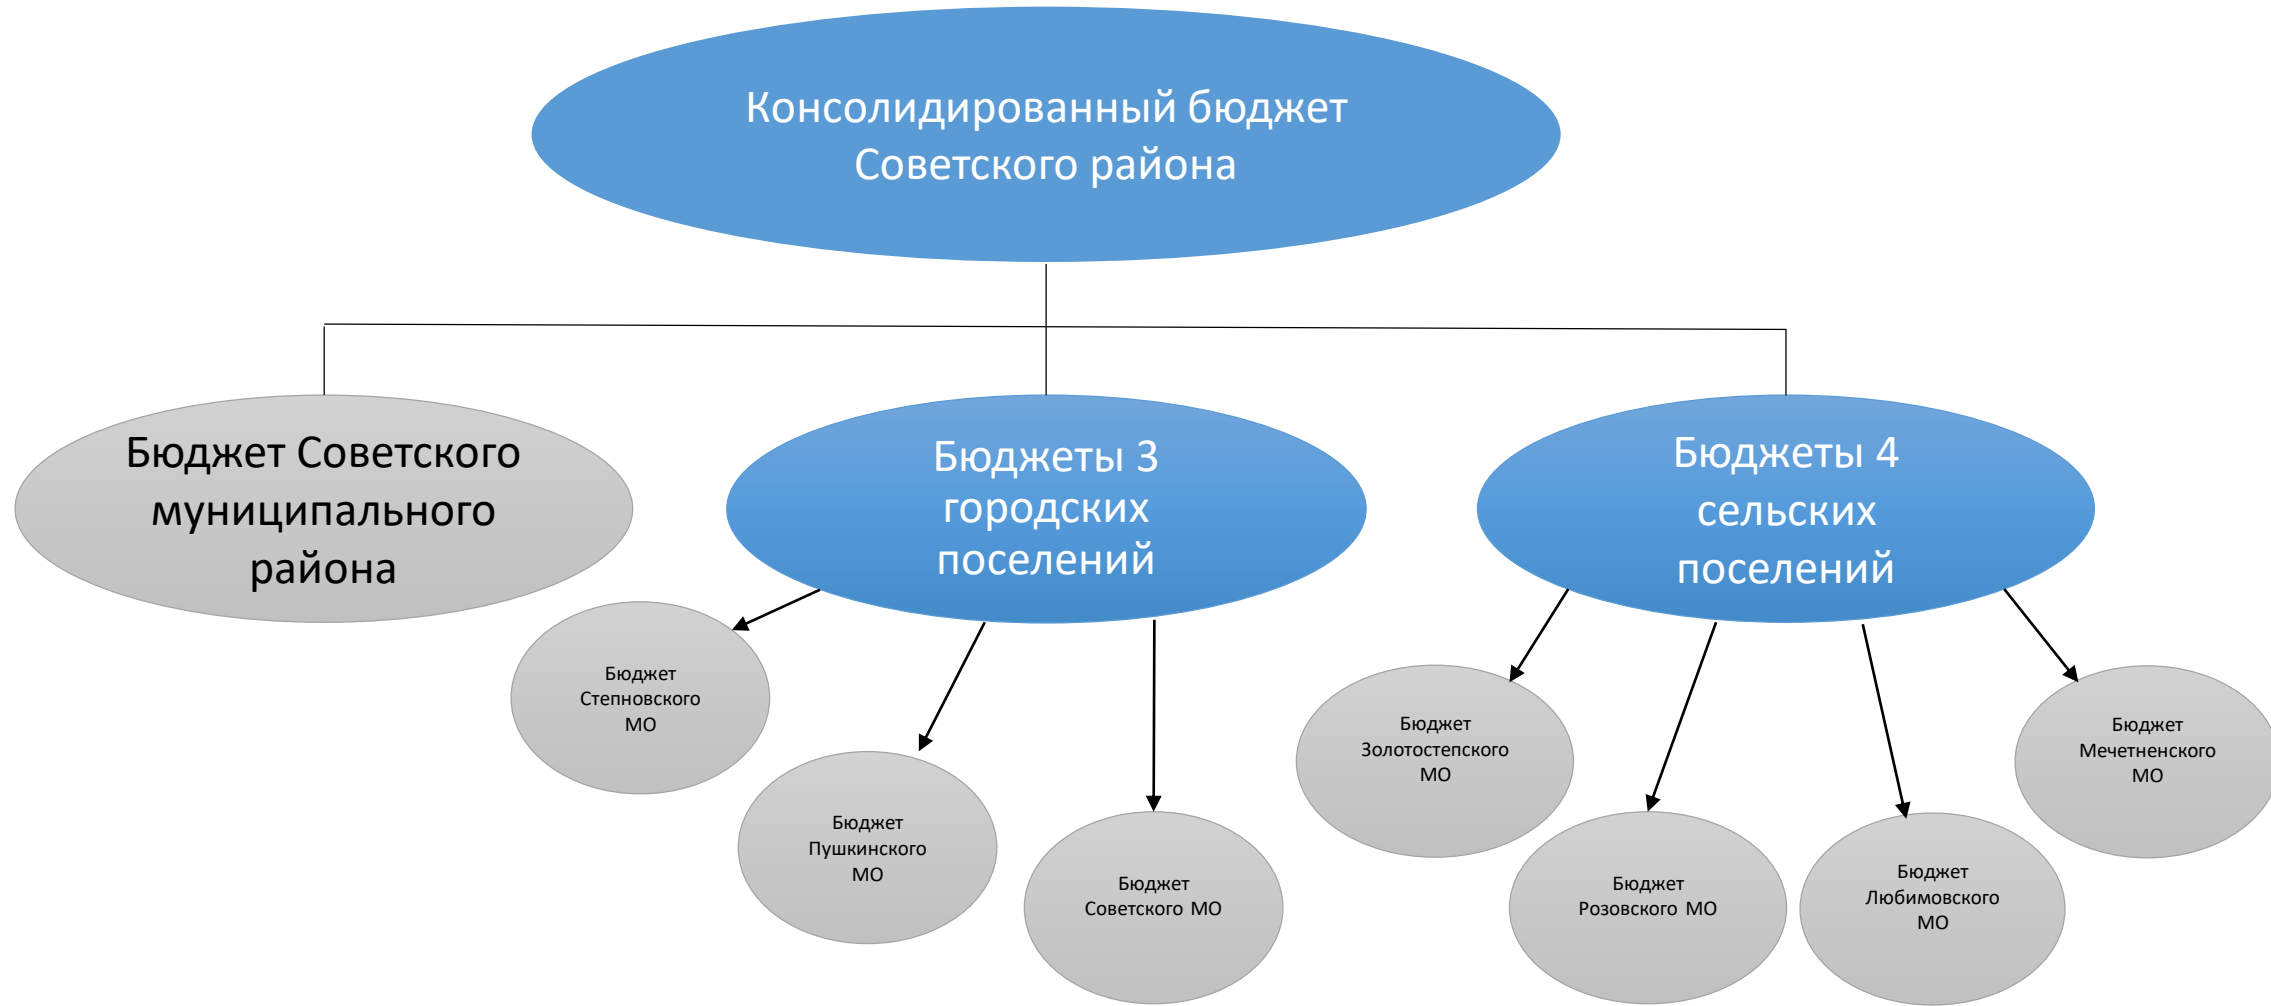 Консолидированный бюджет
Советского района
Бюджет Советского
муниципального
района
Бюджеты 3
городских
поселений
Бюджеты 4
сельских
поселений
Бюджет
Степновского
МО
Бюджет
Пушкинского
МО
Бюджет
Советского МО
Бюджет
Золотостепского
МО
Бюджет
Розовского МО
Бюджет
Любимовского
МО
Бюджет
Мечетненского
МО